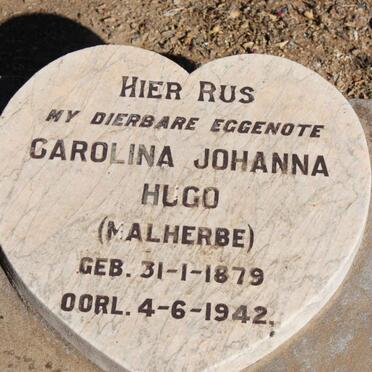 HIER RUS
MY DIERBARE EGGENOTE
CAROLINA JOHANNA
HUGO
(MALHERBE)
GEB. 31-1-1879
OORL. 4-6-1942.